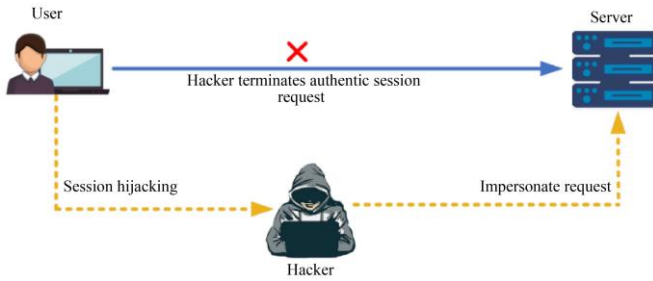 User
Server
Hacker terminates authentic session
request
Session hijacking
Impersonate request
Hacker